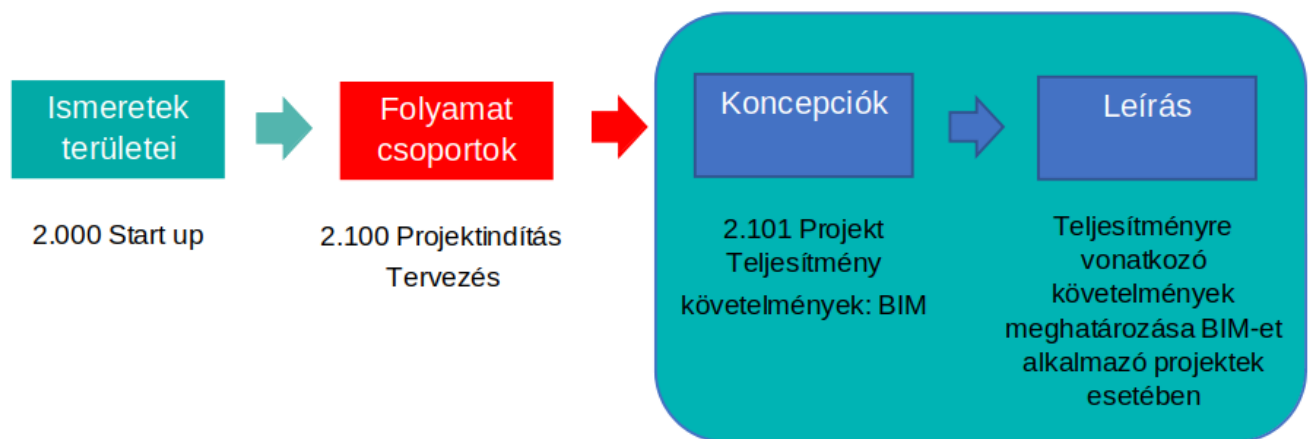 Ismeretek
területei
2.000 Start up
Folyamat
csoportok
2.100 Projektindítás
Tervezés
Koncepciók
2.101 Projekt
Teljesítmény
követelmények: BIM
Leírás
Teljesítményre
vonatkozó
követelmények
meghatározása BIM-et
alkalmazó projektek
esetében